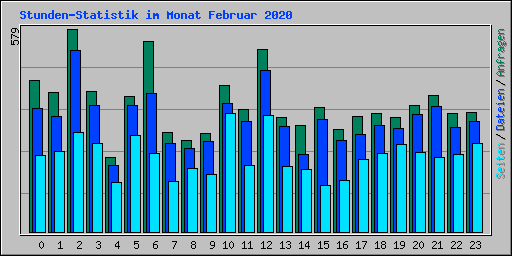 Stunden-Statistik im Monat Februar 2020
579
Seiten / Dateien / Anfragen
0 1 2 3 4 5 6 7 8 9 10 11 12 13 14 15 16 17 18 19 20 21 22 23